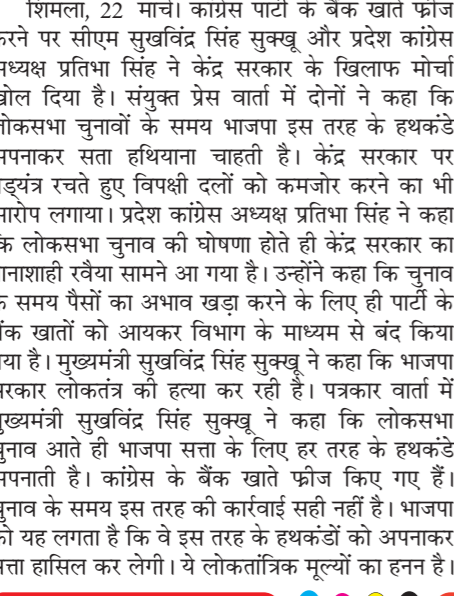 शिमला, 22 मार्च। कांग्रेस पार्टी के बैंक खाते फ्रीज
करने पर सीएम सुखविंद्र सिंह सुक्खू और प्रदेश कांग्रेस
अध्यक्ष प्रतिभा सिंह ने केंद्र सरकार के खिलाफ मोर्चा
खोल दिया है। संयुक्त प्रेस वार्ता में दोनों ने कहा कि
लोकसभा चुनावों के समय भाजपा इस तरह के हथकंडे
अपनाकर सता हथियाना चाहती है। केंद्र सरकार पर
षड्यंत्र रचते हुए विपक्षी दलों को कमजोर करने का भी
आरोप लगाया। प्रदेश कांग्रेस अध्यक्ष प्रतिभा सिंह ने कहा
कि लोकसभा चुनाव की घोषणा होते ही केंद्र सरकार का
तानाशाही रवैया सामने आ गया है। उन्होंने कहा कि चुनाव
के समय पैसों का अभाव खड़ा करने के लिए ही पार्टी के
बैंक खातों को आयकर विभाग के माध्यम से बंद किया
गया है। मुख्यमंत्री सुखविंद्र सिंह सुक्खू ने कहा कि भाजपा
सरकार लोकतंत्र की हत्या कर रही है। पत्रकार वार्ता में
मुख्यमंत्री सुखविंद्र सिंह सुक्खू ने कहा कि लोकसभा
चुनाव आते ही भाजपा सत्ता के लिए हर तरह के हथकंडे
अपनाती है। कांग्रेस के बैंक खाते फ्रीज किए गए हैं।
चुनाव के समय इस तरह की कार्रवाई सही नहीं है। भाजपा
को यह लगता है कि वे इस तरह के हथकंडों को अपनाकर
सत्ता हासिल कर लेगी। ये लोकतांत्रिक मूल्यों का हनन है।